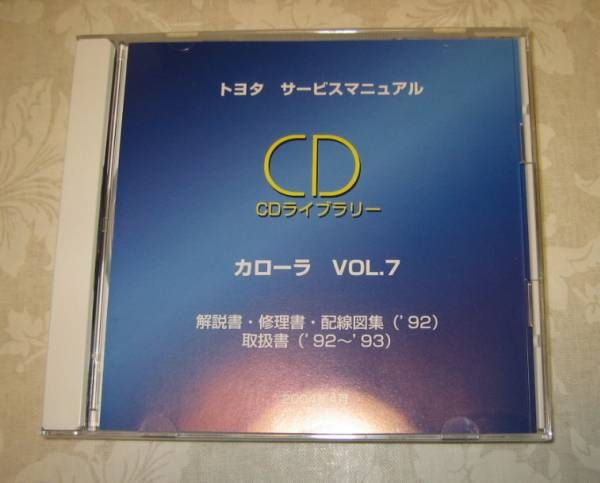 トヨタ サービスマニュアル
CD
CDライブラリー
カローラ VOL.7
解説書・修理書・配線図集('92)
取扱書('92~'93)